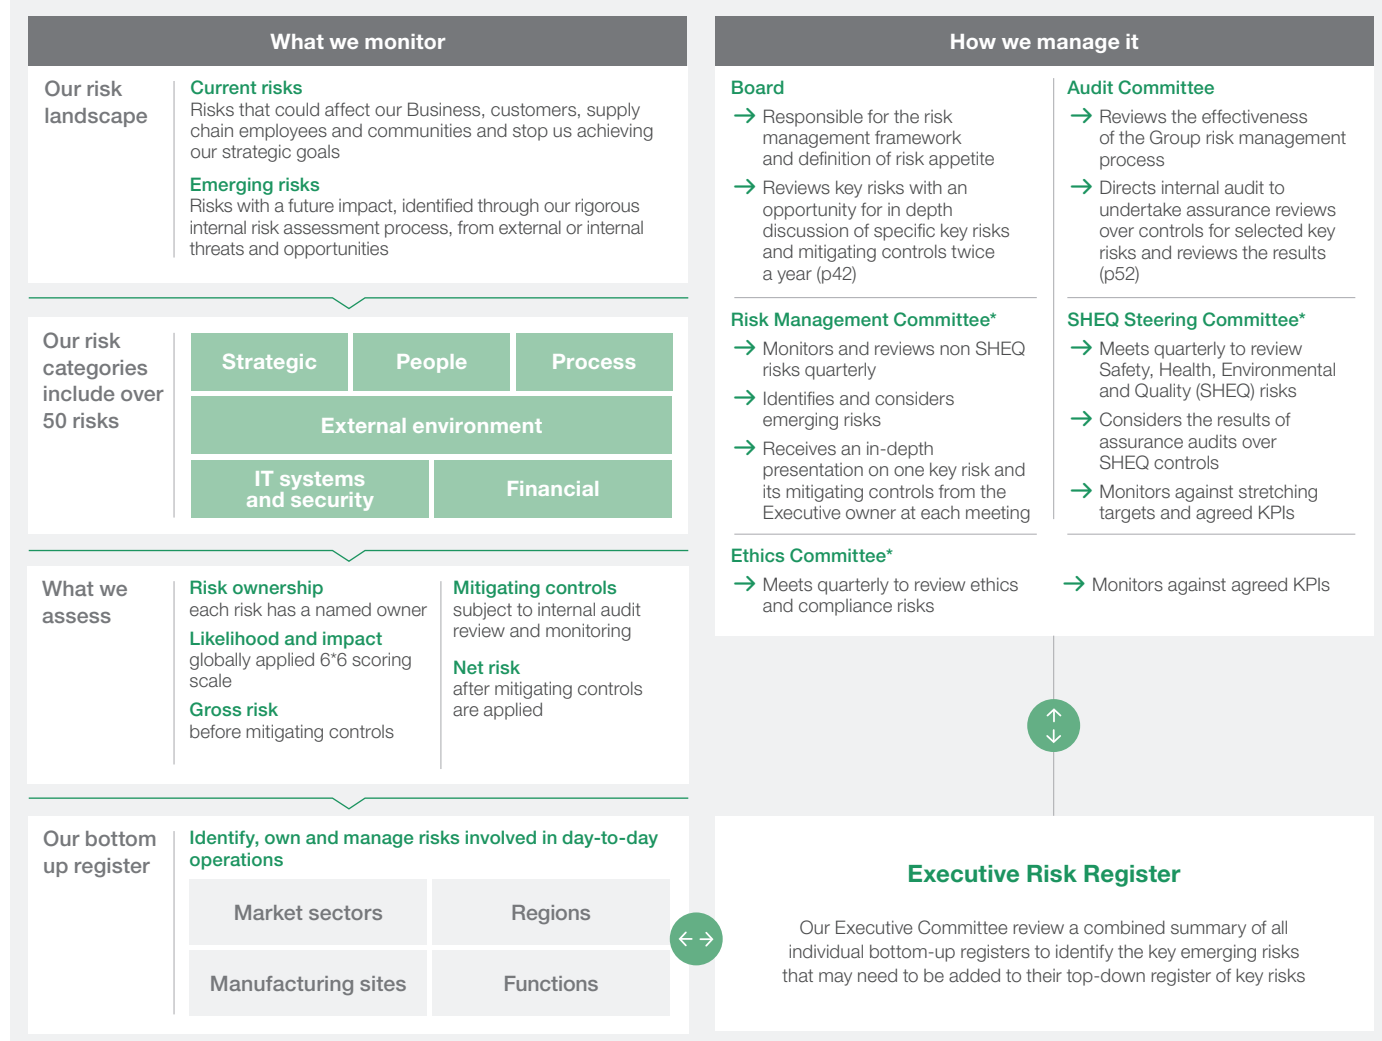 What we monitor
Our risk
landscape
Current risks
Risks that could affect our Business, customers, supply
chain employees and communities and stop us achieving
our strategic goals
Emerging risks
Risks with a future impact, identified through our rigorous
internal risk assessment process, from external or internal
threats and opportunities
Our risk
categories
include over
50 risks
Strategic
People
Process
External environment
IT systems
and security
Financial
What we
assess
Risk ownership
each risk has a named owner
Likelihood and impact
globally applied 6*6 scoring
scale
Gross risk
before mitigating controls
Mitigating controls
subject to internal audit
review and monitoring
Net risk
after mitigating controls
are applied
Our bottom
up register
Identify, own and manage risks involved in day-to-day
operations
Market sectors
Regions
Manufacturing sites
Functions
How we manage it
Board
→ Responsible for the risk
management framework
and definition of risk appetite
→ Reviews key risks with an
opportunity for in depth
discussion of specific key risks
and mitigating controls twice
a year (p42)
Audit Committee
→ Reviews the effectiveness
of the Group risk management
process
→ Directs internal audit to
undertake assurance reviews
over controls for selected key
risks and reviews the results
(p52)
Risk Management Committee*
→ Monitors and reviews non SHEQ
risks quarterly
→ Identifies and considers
emerging risks
→ Receives an in-depth
presentation on one key risk and
its mitigating controls from the
Executive owner at each meeting
SHEQ Steering Committee*
→ Meets quarterly to review
Safety, Health, Environmental
and Quality (SHEQ) risks
→ Considers the results of
assurance audits over
SHEQ controls
→ Monitors against stretching
targets and agreed KPIs
Ethics Committee*
→ Meets quarterly to review ethics
and compliance risks
→ Monitors against agreed KPIs
Executive Risk Register
Our Executive Committee review a combined summary of all
individual bottom-up registers to identify the key emerging risks
that may need to be added to their top-down register of key risks